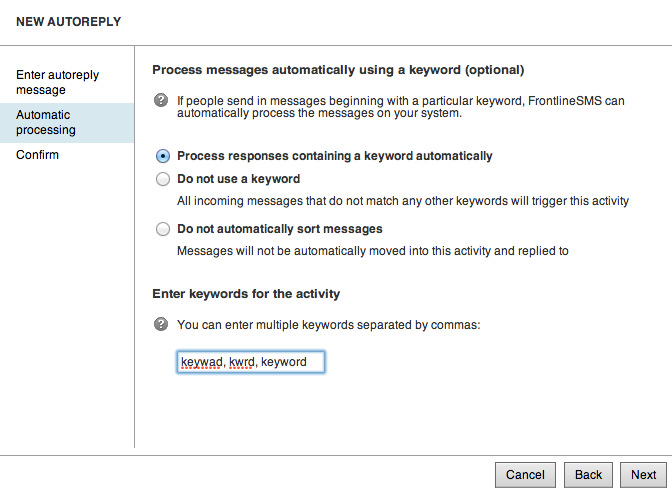 NEW AUTOREPLY
Enter autoreply
message
Automatic
processing
Confirm
Process messages automatically using a keyword (optional)
If people send in messages beginning with a particular keyword, FrontlineSMS can
automatically process the messages on your system.
Process responses containing a keyword automatically
Do not use a keyword
All incoming messages that do not match any other keywords will trigger this activity
Do not automatically sort messages
Messages will not be automatically moved into this activity and replied to
Enter keywords for the activity
You can enter multiple keywords separated by commas:
keywad, kwrd, keyword
Cancel
Back
Next